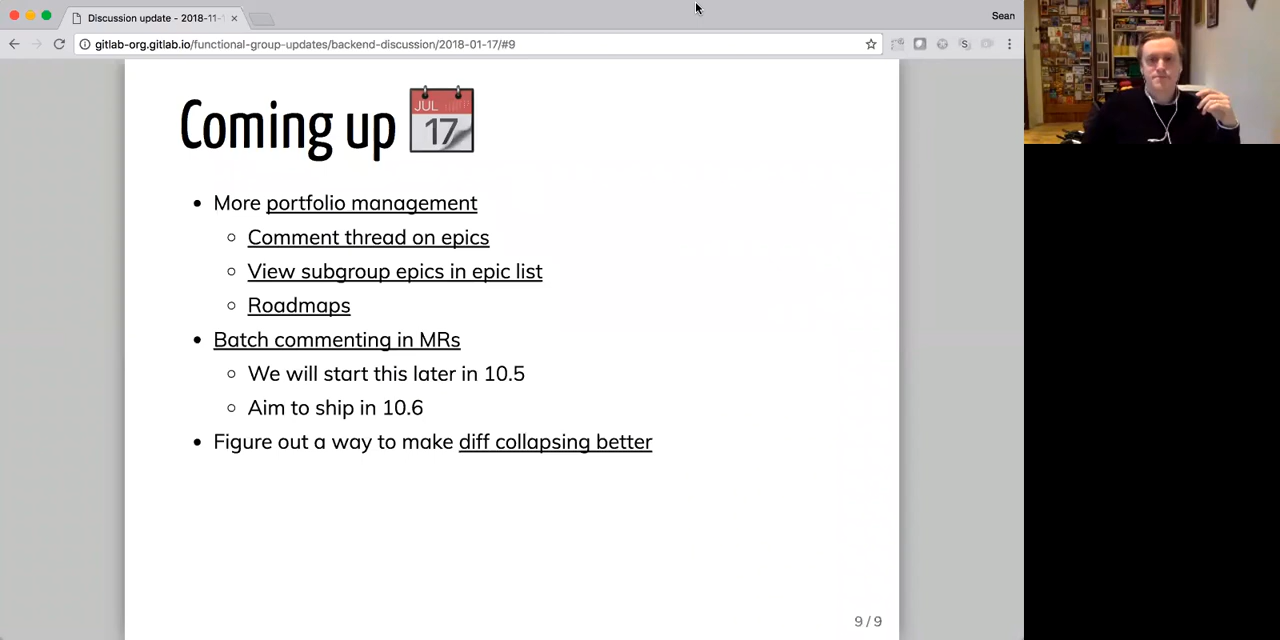 Discussion update - 2018-11-1
Sean
gitlab-org.gitlab.io/functional-group-updates/backend-discussion/2018-01-17/#9
Coming up
JUL
17
More portfolio management
Comment thread on epics
View subgroup epics in epic list
Roadmaps
Batch commenting in MRs
We will start this later in 10.5
Aim to ship in 10.6
Figure out a way to make diff collapsing better
9 / 9